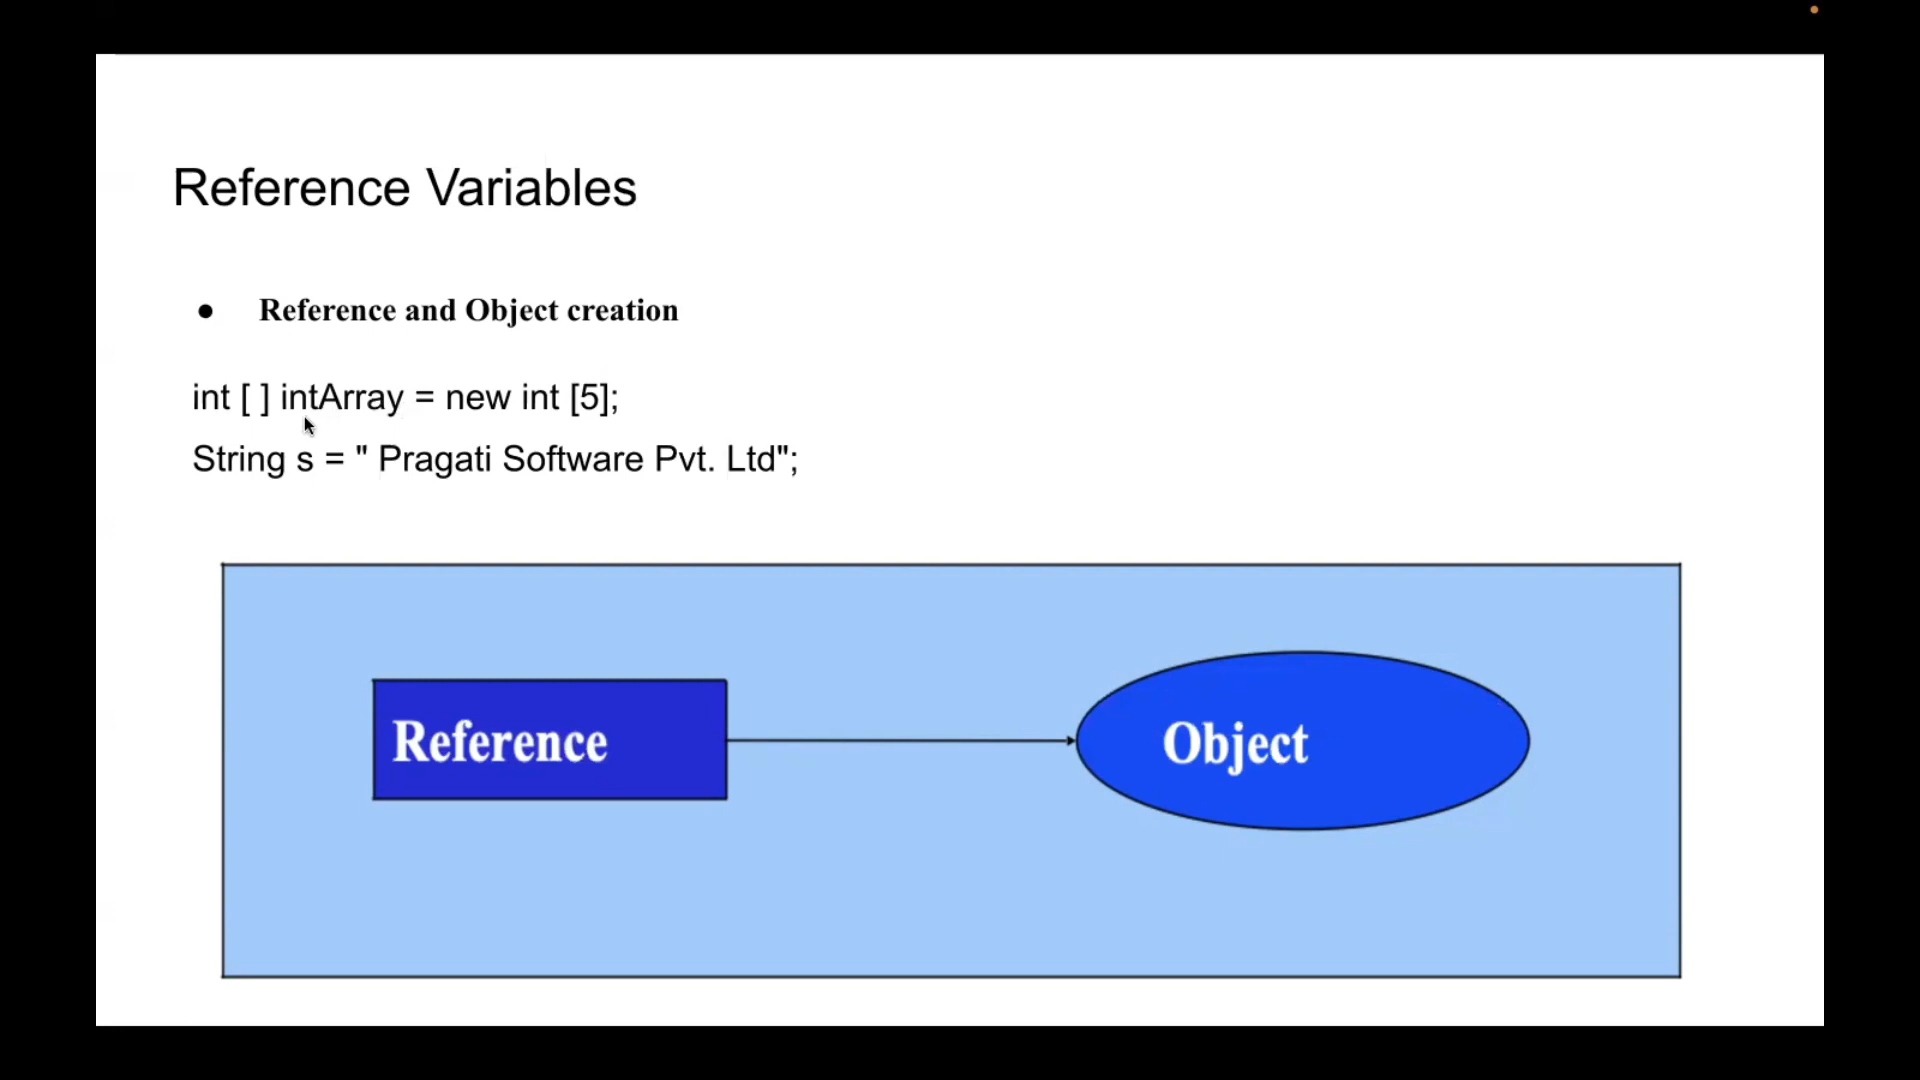 Reference Variables
● Reference and Object creation
int [ ] intArray = new int [5];
String s = " Pragati Software Pvt. Ltd";
Reference
Object